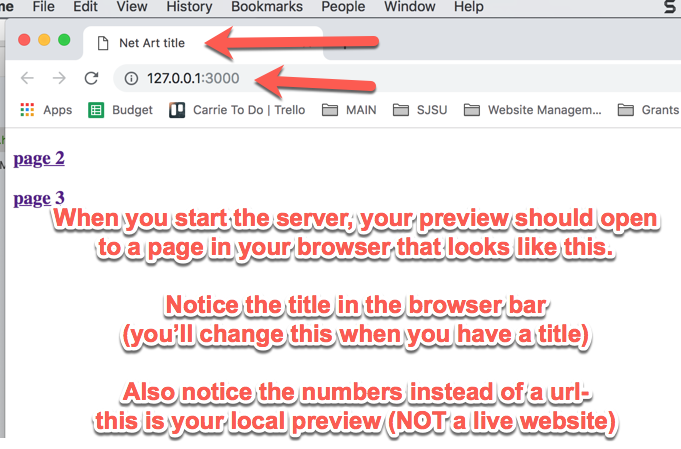 me File Edit View History Bookmarks People Window Help
Net Art title
127.0.0.1:3000
Apps Budget Carrie To Do | Trello MAIN SJSU Website Managem... Grants
page 2
page 3
When you start the server, your preview should open
to a page in your browser that looks like this.
Notice the title in the browser bar
(you'll change this when you have a title)
Also notice the numbers instead of a url-
this is your local preview (NOT a live website)